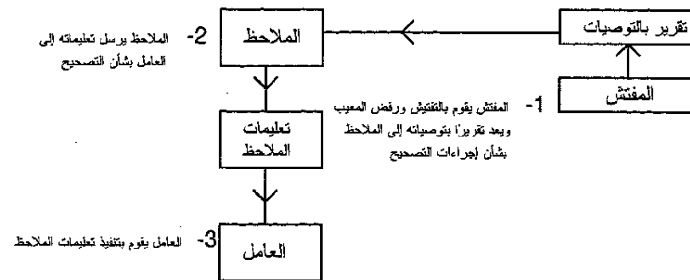 تقرير بالتوصيات
المفتش
1- المفتش يقوم بالتفتيش ورفض المعيب
ويعد تقريرًا بتوصياته إلى الملاحظ
بشأن إجراءات التصحيح
الملاحظ
2- الملاحظ يرسل تعليماته إلى
العامل بشأن التصحيح
تعليمات
الملاحظ
العامل
3- العامل يقوم بتنفيذ تعليمات الملاحظ